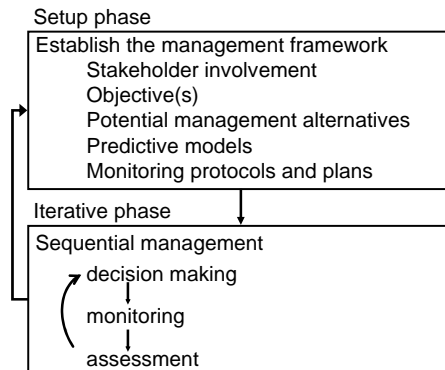 Setup phase
Establish the management framework
Stakeholder involvement
Objective(s)
Potential management alternatives
Predictive models
Monitoring protocols and plans
Iterative phase
Sequential management
decision making
monitoring
assessment